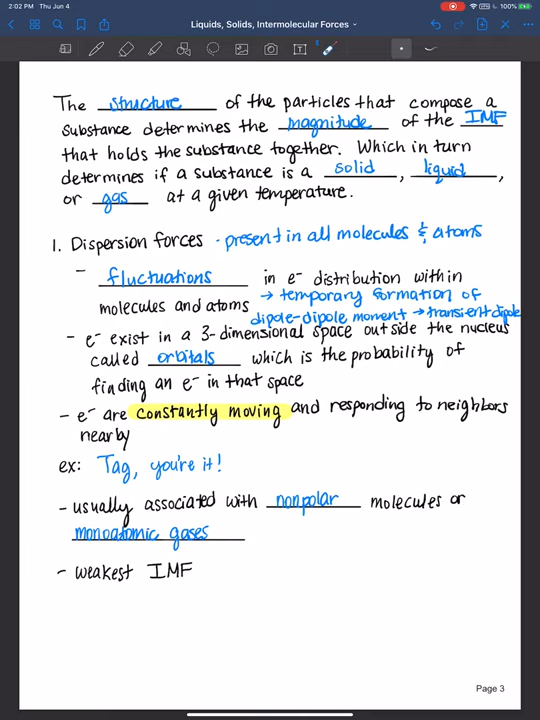 2:02 PM Thu Jun 4
100%
Liquids, Solids, Intermolecular Forces
The structure of the particles that compose a
substance determines the magnitude of the IMF
that holds the substance together. Which in turn
determines if a substance is a solid, liquid,
or gas at a given temperature.
1. Dispersion forces · present in all molecules & atoms
- fluctuations in e⁻ distribution within
molecules and atoms → temporary formation of
dipole-dipole moment → transient dipole
- e⁻ exist in a 3-dimensional space outside the nucleus
called orbitals which is the probability of
finding an e⁻ in that space
- e⁻ are constantly moving and responding to neighbors
nearby
ex: Tag, you're it!
- usually associated with nonpolar molecules or
monoatomic gases
- weakest IMF
Page 3